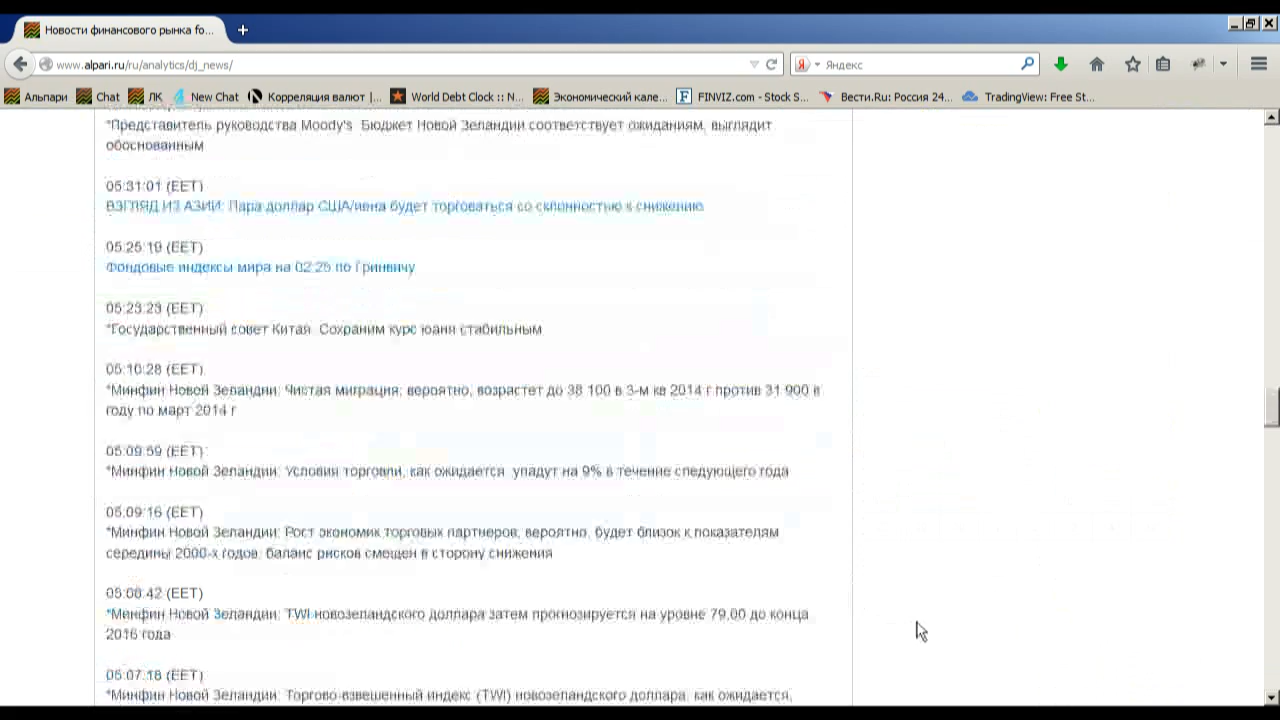 Новости финансового рынка fo...
www.alpari.ru/ru/analytics/dj_news/
Яндекс
Альпари Chat ЛК New Chat Корреляция валют |... World Debt Clock :: N... Экономический кале... FINVIZ.com - Stock S... Вести.Ru: Россия 24... TradingView: Free St...
*Представитель руководства Moody's Бюджет Новой Зеландии соответствует ожиданиям, выглядит
обоснованным
05:31:01 (EET)
ВЗГЛЯД ИЗ АЗИИ: Пара доллар США/иена будет торговаться со склонностью к снижению
05:25:19 (EET)
Фондовые индексы мира на 02:25 по Гринвичу
05:23:23 (EET)
*Государственный совет Китая Сохраним курс юаня стабильным
05:10:28 (EET)
*Минфин Новой Зеландии: Чистая миграция, вероятно, возрастет до 38 100 в 3-м кв 2014 г против 31 900 в
году по март 2014 г
05:09:59 (EET)
*Минфин Новой Зеландии: Условия торговли, как ожидается упадут на 9% в течение следующего года
05:09:16 (EET)
*Минфин Новой Зеландии: Рост экономик торговых партнеров, вероятно, будет близок к показателям
середины 2000-х годов, баланс рисков смещен в сторону снижения
05:08:42 (EET)
*Минфин Новой Зеландии: TWI новозеландского доллара затем прогнозируется на уровне 79,00 до конца
2016 года
05:07:18 (EET)
*Минфин Новой Зеландии: Торгово-взвешенный индекс (TWI) новозеландского доллара, как ожидается,